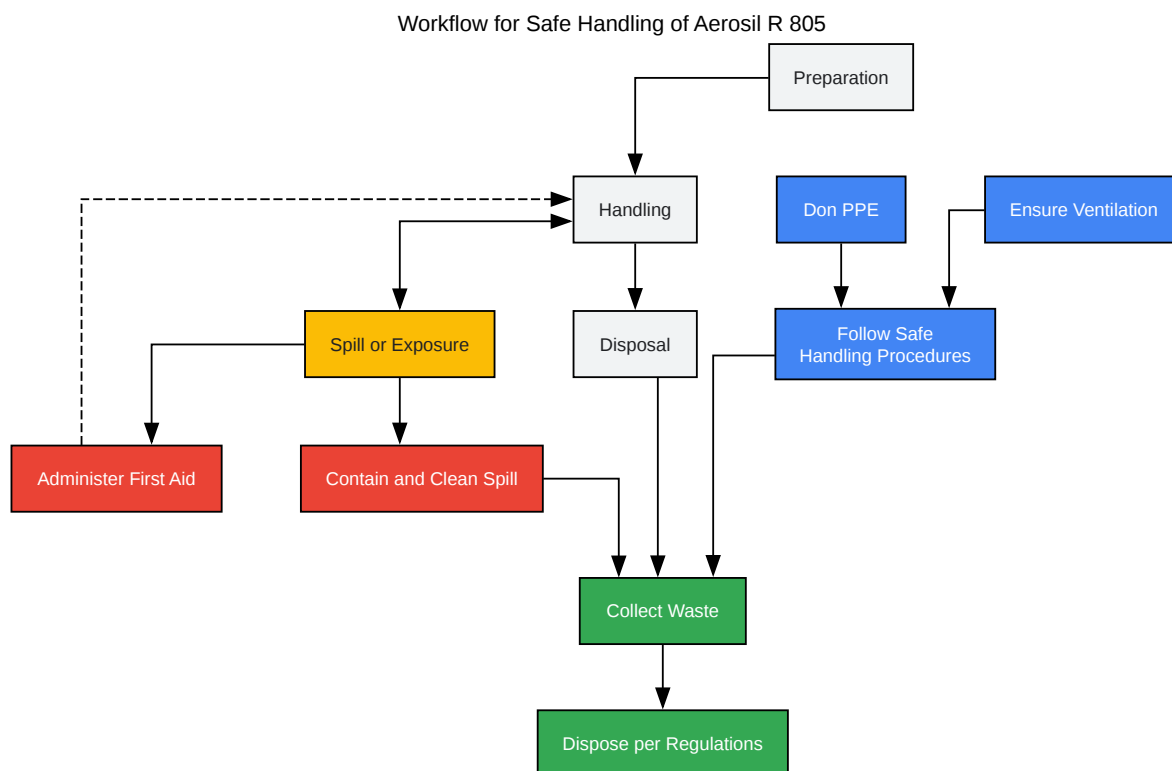 Workflow for Safe Handling of Aerosil R 805
Preparation
Handling
Don PPE
Ensure Ventilation
Spill or Exposure
Disposal
Follow Safe
Handling Procedures
Administer First Aid
Contain and Clean Spill
Collect Waste
Dispose per Regulations